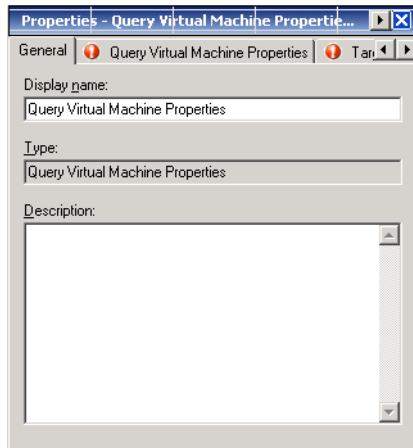 Properties - Query Virtual Machine Propertie...
General Query Virtual Machine Properties Tar
Display name:
Query Virtual Machine Properties
Type:
Query Virtual Machine Properties
Description: